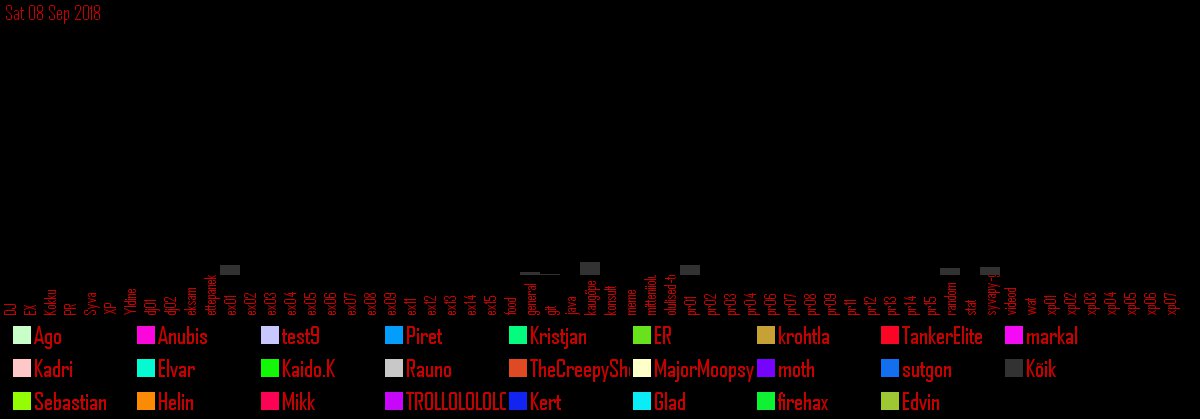 Sat 08 Sep 2018
DJ EX Kokku PR Syva XP Yldine dj01 dj02 eksam ettepanek ex01 ex02 ex03 ex04 ex05 ex06 ex07 ex08 ex09 ex11 ex12 ex13 ex14 ex15 food general git java kaugõpe konsult meme olulised-h pr01 pr02 pr03 pr04 pr06 pr07 pr08 pr09 pr11 pr12 pr13 pr14 pr15 random stat videod wat xp01 xp02 xp03 xp04 xp05 xp06 xp07
Ago Anubis test9 Piret Kristjan ER krohtla TankerElite markal
Kadri Elvar Kaido.K Rauno TheCreepySh MajorMoopsy moth sutgon Kõik
Sebastian Helin Mikk TROLLOLOLOLO Kert Glad firehax Edvin